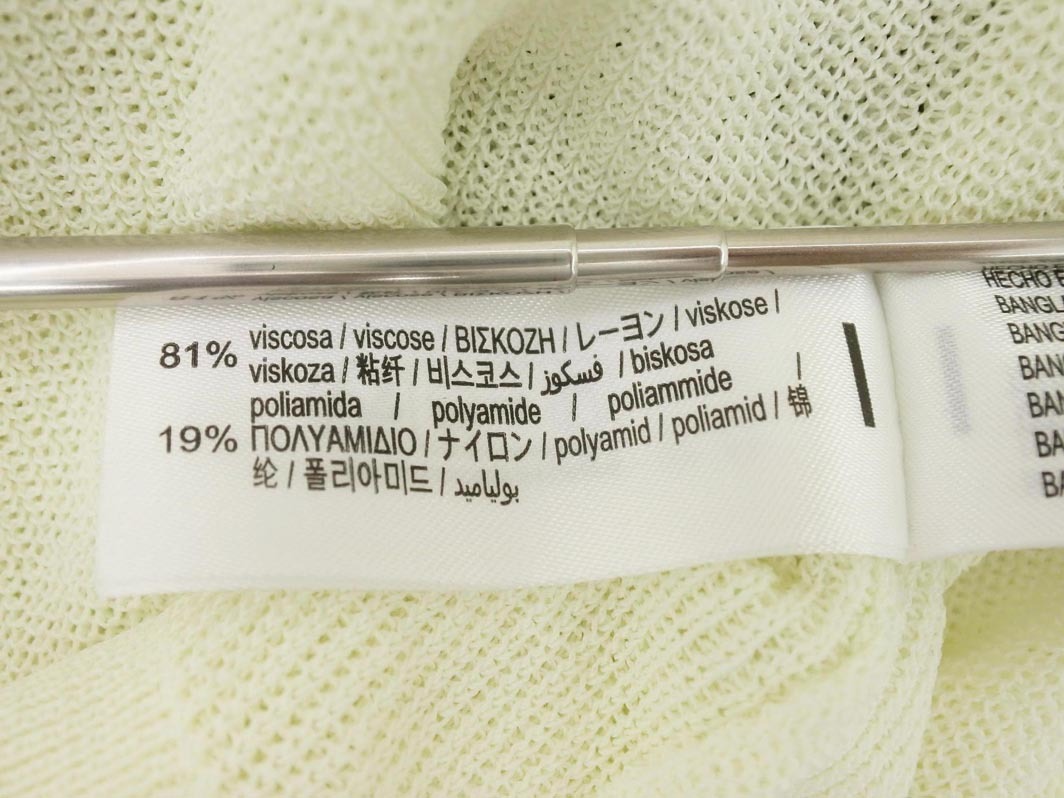 81% viscosa / viscose / ΒΙΣΚΟΖΗ / レーヨン / viskose /
viskoza / 粘纤 / 비스코스 / فسكوز / biskosa
poliamida / polyamide / poliammide /
19% ΠΟΛΥΑΜΙΔΙΟ / ナイロン / polyamid / poliamid / 锦
纶 / 폴리아미드 / بولياميد
HECHO
BANGL
BANG
BAN
BAN
BA
BA